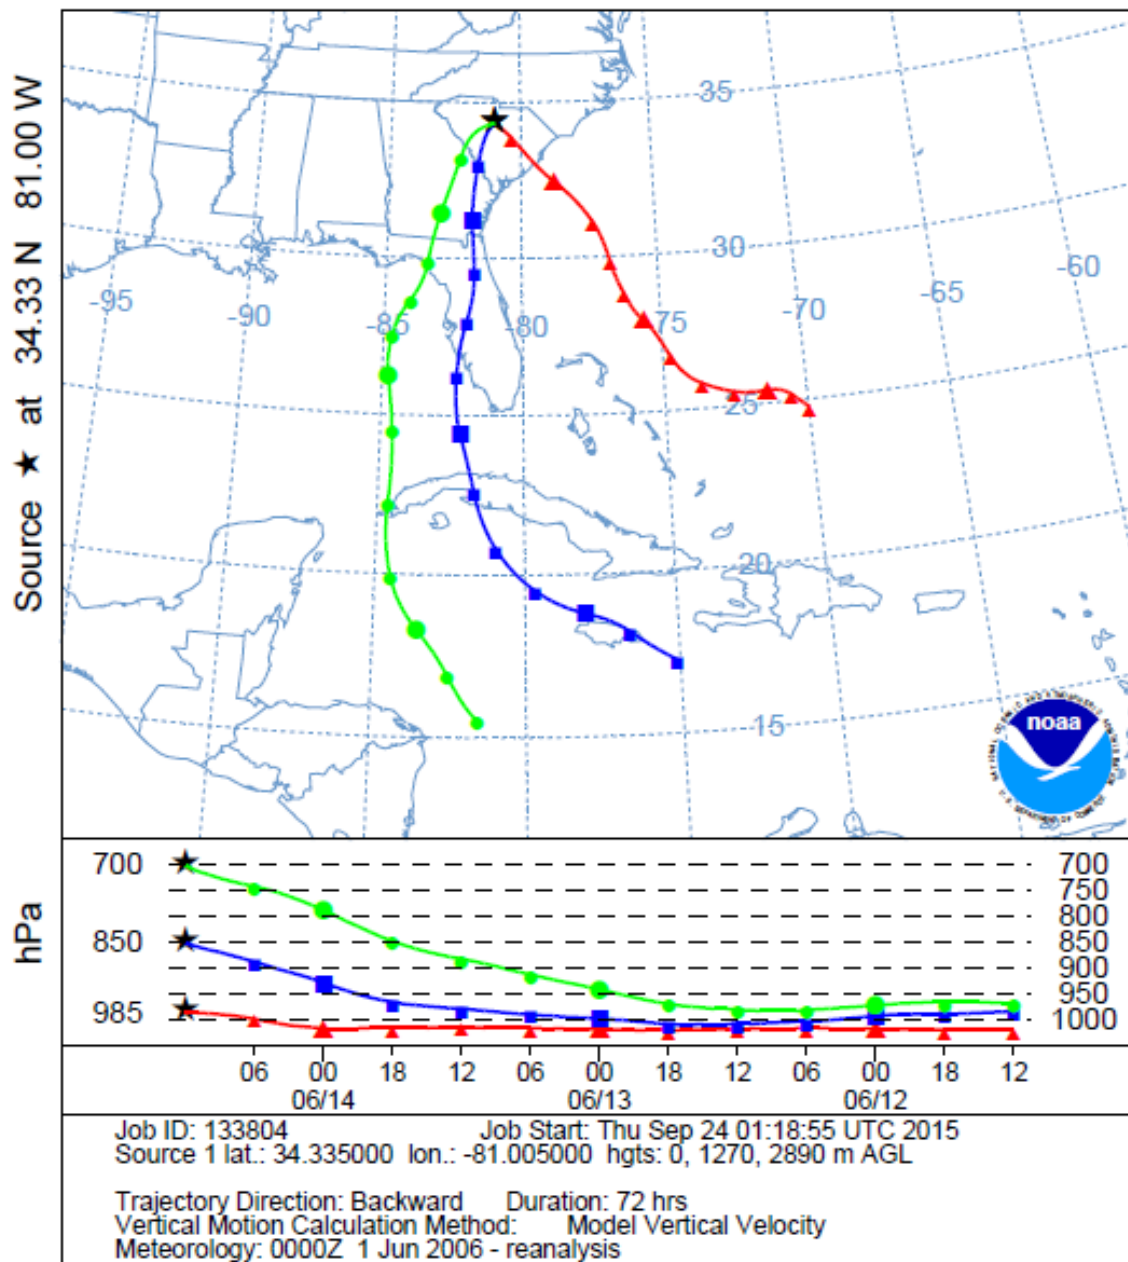 Source ★ at 34.33 N 81.00 W
35
30
-60
-95
-90
-85
-80
-75
-70
-65
25
20
15
noaa
hPa
700
850
985
700
750
800
850
900
950
1000
06 00 18 12 06 00 18 12 06 00 18 12
06/14 06/13 06/12
Job ID: 133804 Job Start: Thu Sep 24 01:18:55 UTC 2015
Source 1 lat.: 34.335000 lon.: -81.005000 hgts: 0, 1270, 2890 m AGL
Trajectory Direction: Backward Duration: 72 hrs
Vertical Motion Calculation Method: Model Vertical Velocity
Meteorology: 0000Z 1 Jun 2006 - reanalysis